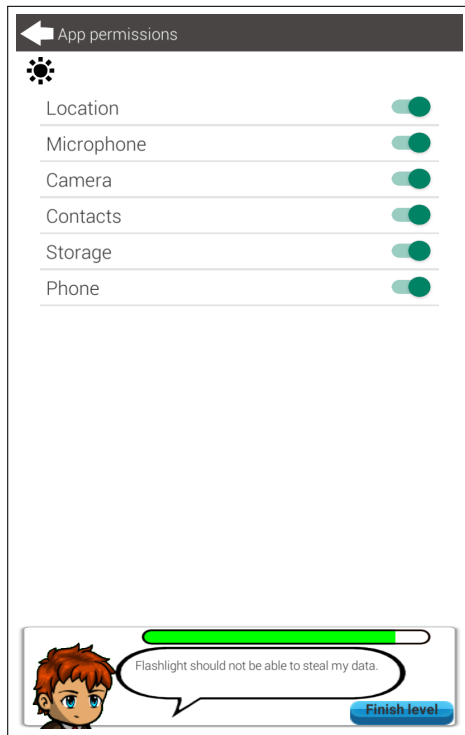 App permissions
Location
Microphone
Camera
Contacts
Storage
Phone
Flashlight should not be able to steal my data.
Finish level